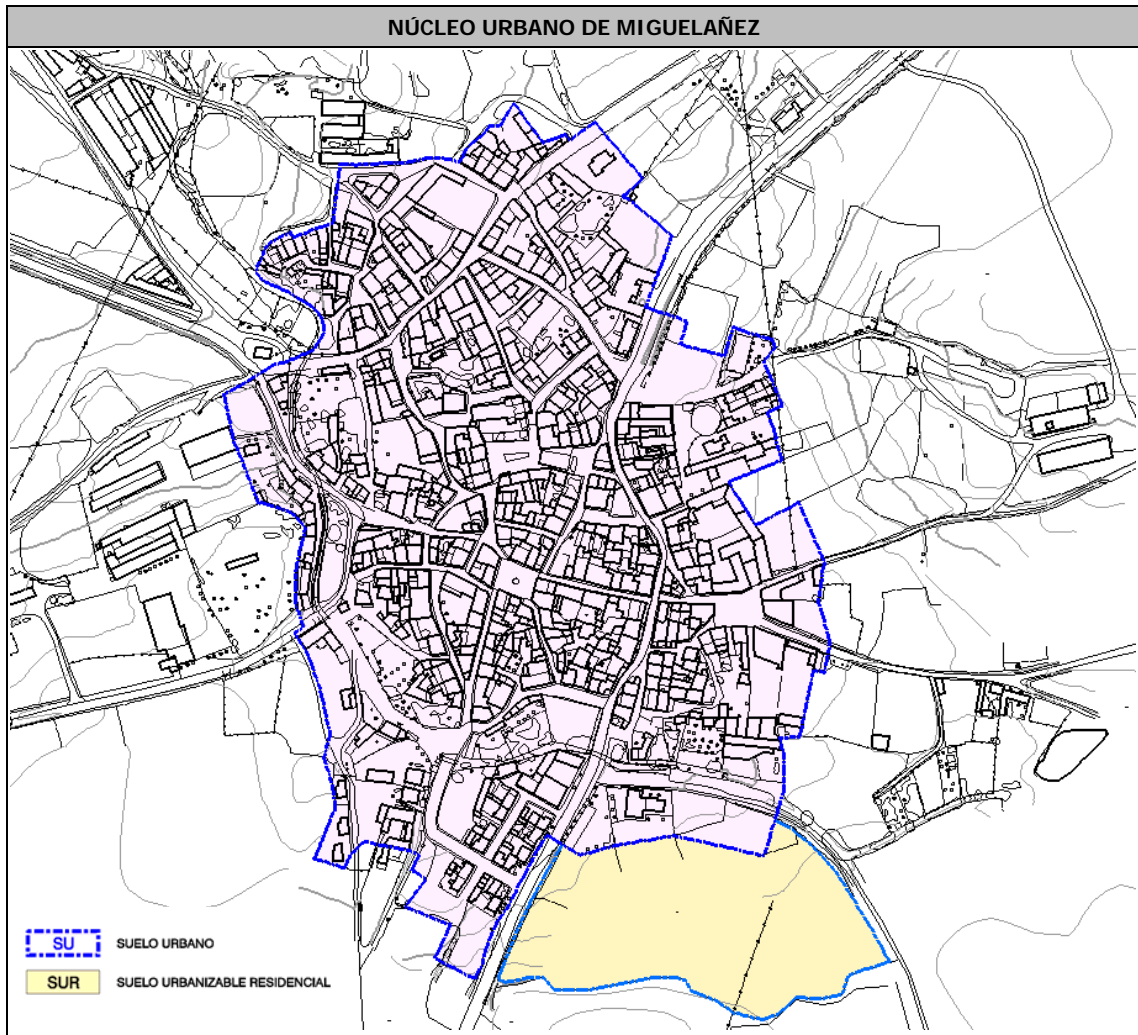 NÚCLEO URBANO DE MIGUELAÑEZ
SU SUELO URBANO
SUR SUELO URBANIZABLE RESIDENCIAL